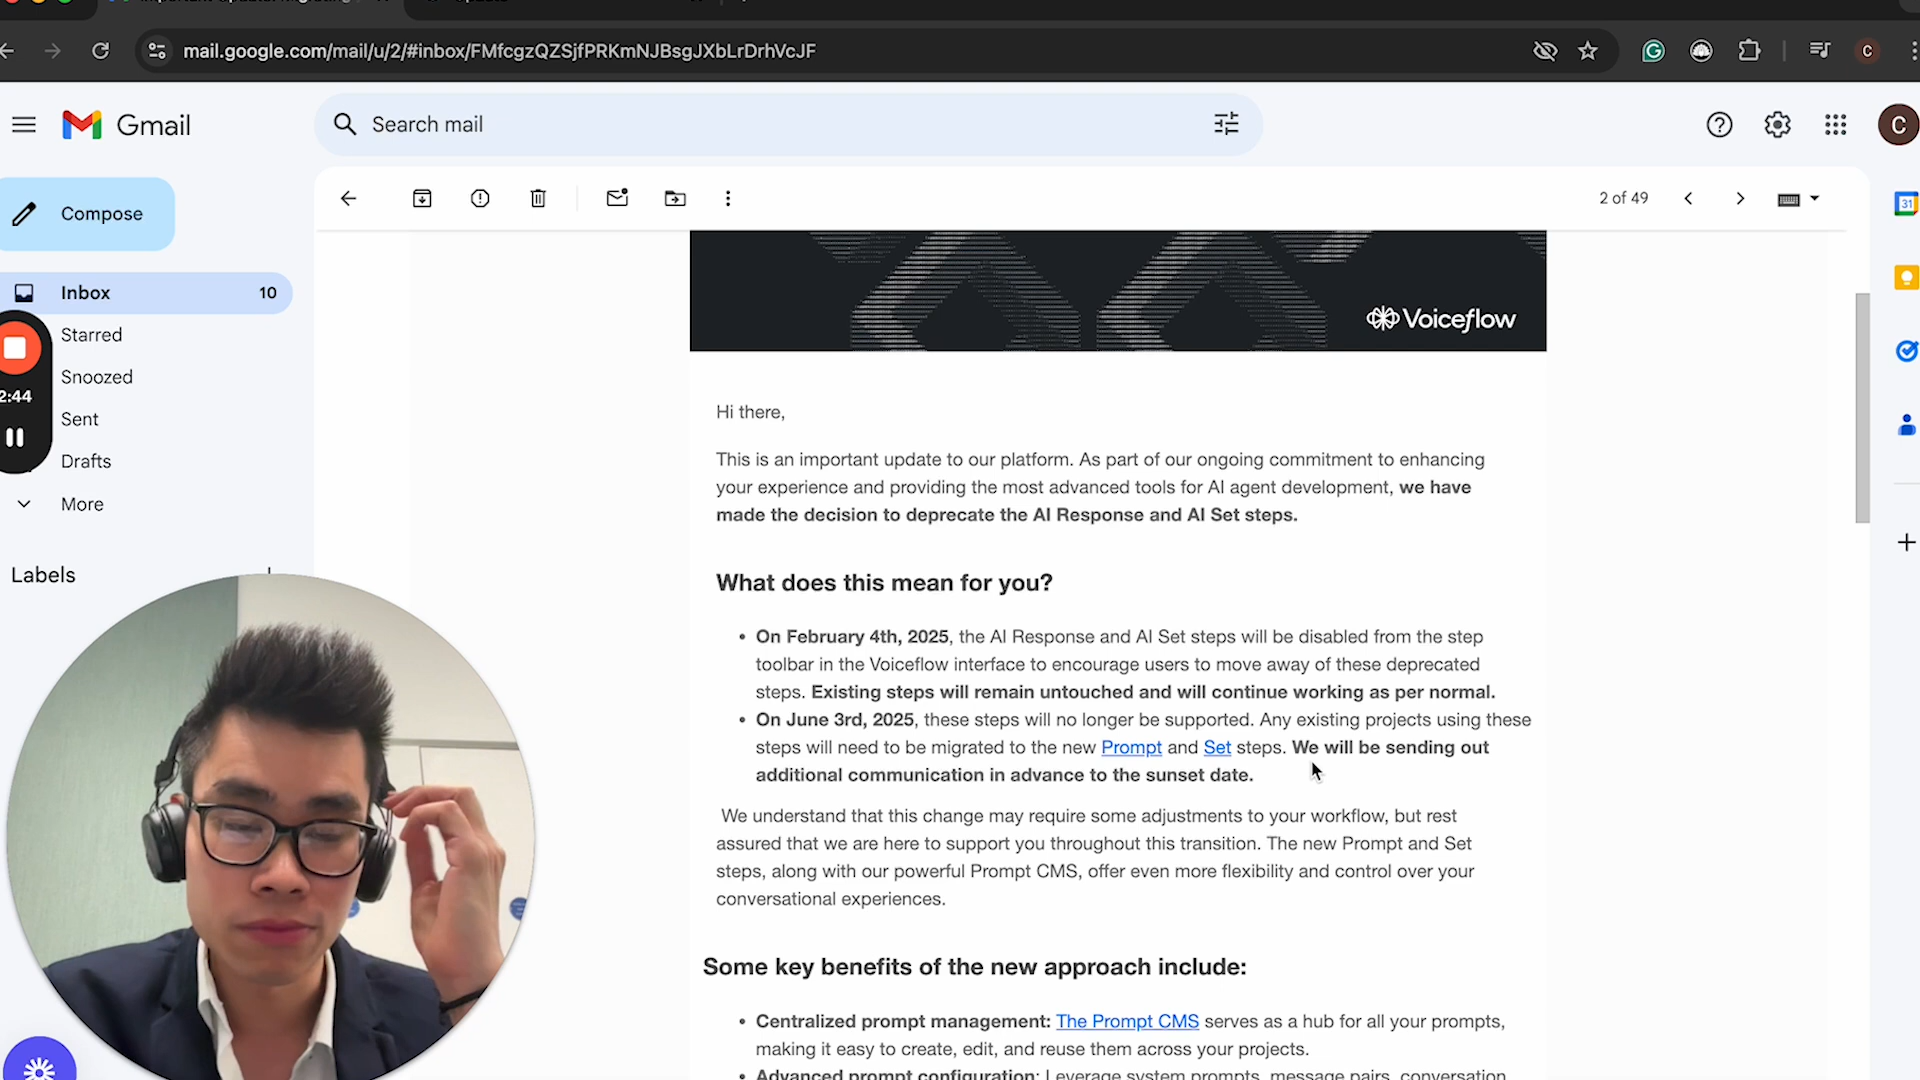 mail.google.com/mail/u/2/#inbox/FMfcgzQZSjfPRKmNJBsgJXbLrDrhVcJF
C
Gmail
Search mail
C
Compose
2 of 49
31
Inbox 10
Starred
Snoozed
Sent
Drafts
More
Labels
2:44
Voiceflow
Hi there,
This is an important update to our platform. As part of our ongoing commitment to enhancing
your experience and providing the most advanced tools for AI agent development, we have
made the decision to deprecate the AI Response and AI Set steps.
What does this mean for you?
• On February 4th, 2025, the AI Response and AI Set steps will be disabled from the step
toolbar in the Voiceflow interface to encourage users to move away of these deprecated
steps. Existing steps will remain untouched and will continue working as per normal.
• On June 3rd, 2025, these steps will no longer be supported. Any existing projects using these
steps will need to be migrated to the new Prompt and Set steps. We will be sending out
additional communication in advance to the sunset date.
We understand that this change may require some adjustments to your workflow, but rest
assured that we are here to support you throughout this transition. The new Prompt and Set
steps, along with our powerful Prompt CMS, offer even more flexibility and control over your
conversational experiences.
Some key benefits of the new approach include:
• Centralized prompt management: The Prompt CMS serves as a hub for all your prompts,
making it easy to create, edit, and reuse them across your projects.
• Advanced prompt configuration: Leverage system prompts, message pairs, conversation